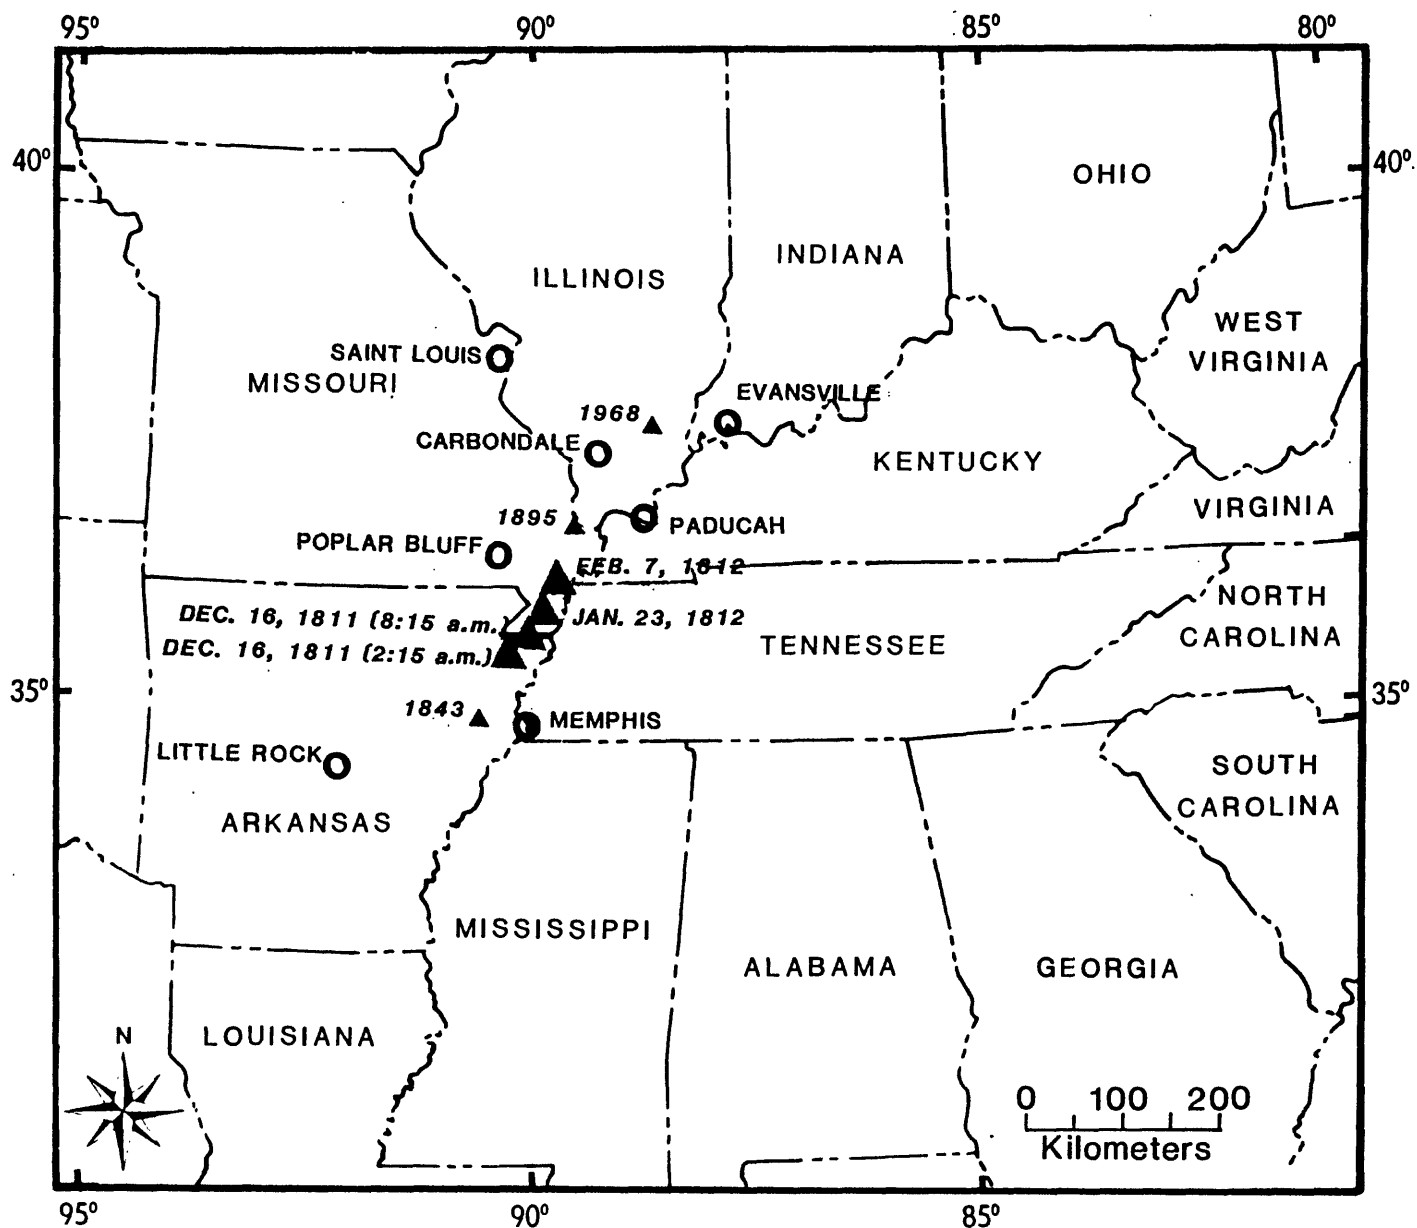 95° 90° 85° 80°
40° 40°
OHIO
INDIANA
ILLINOIS
WEST
VIRGINIA
SAINT LOUIS
MISSOURI
EVANSVILLE
1968
CARBONDALE
KENTUCKY
VIRGINIA
1895
PADUCAH
POPLAR BLUFF
FEB. 7, 1812
NORTH
CAROLINA
DEC. 16, 1811 (8:15 a.m.)
JAN. 23, 1812
TENNESSEE
DEC. 16, 1811 (2:15 a.m.)
35° 35°
1843
MEMPHIS
LITTLE ROCK
SOUTH
CAROLINA
ARKANSAS
MISSISSIPPI
ALABAMA
GEORGIA
N
LOUISIANA
0 100 200
Kilometers
95° 90° 85°